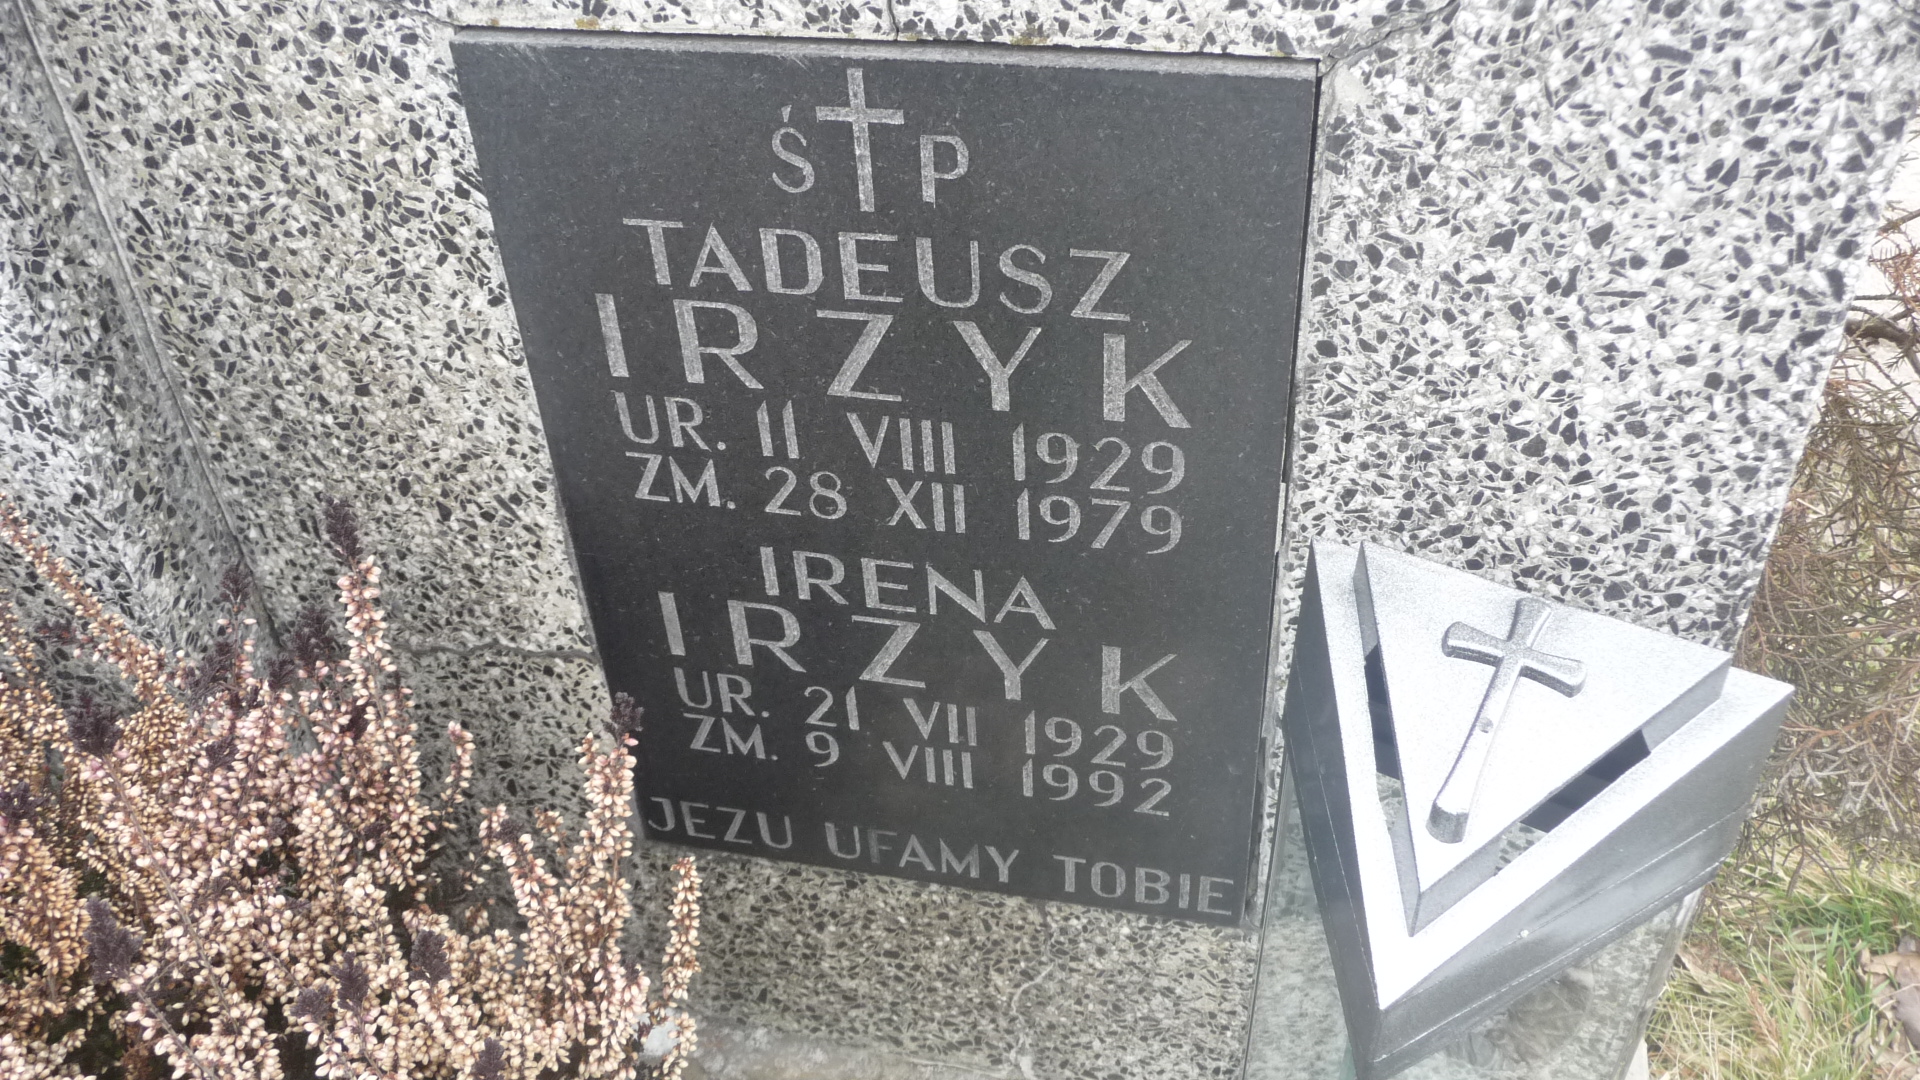 Ś P
TADEUSZ
IRZYK
UR. 11 VIII 1929
ZM. 28 XII 1979
IRENA
IRZYK
UR. 21 VII 1929
ZM. 9 VIII 1992
JEZU UFAMY TOBIE